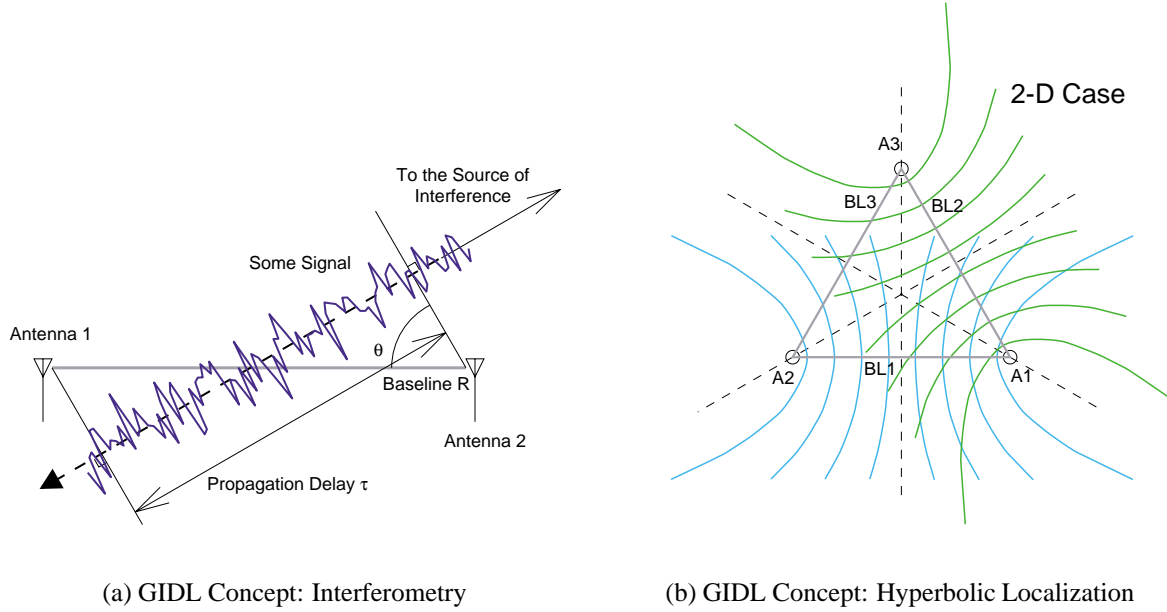 To the Source of
Interference
Some Signal
Antenna 1
θ
Baseline R
Antenna 2
Propagation Delay τ
(a) GIDL Concept: Interferometry
2-D Case
A3
BL3
BL2
A2
BL1
A1
(b) GIDL Concept: Hyperbolic Localization